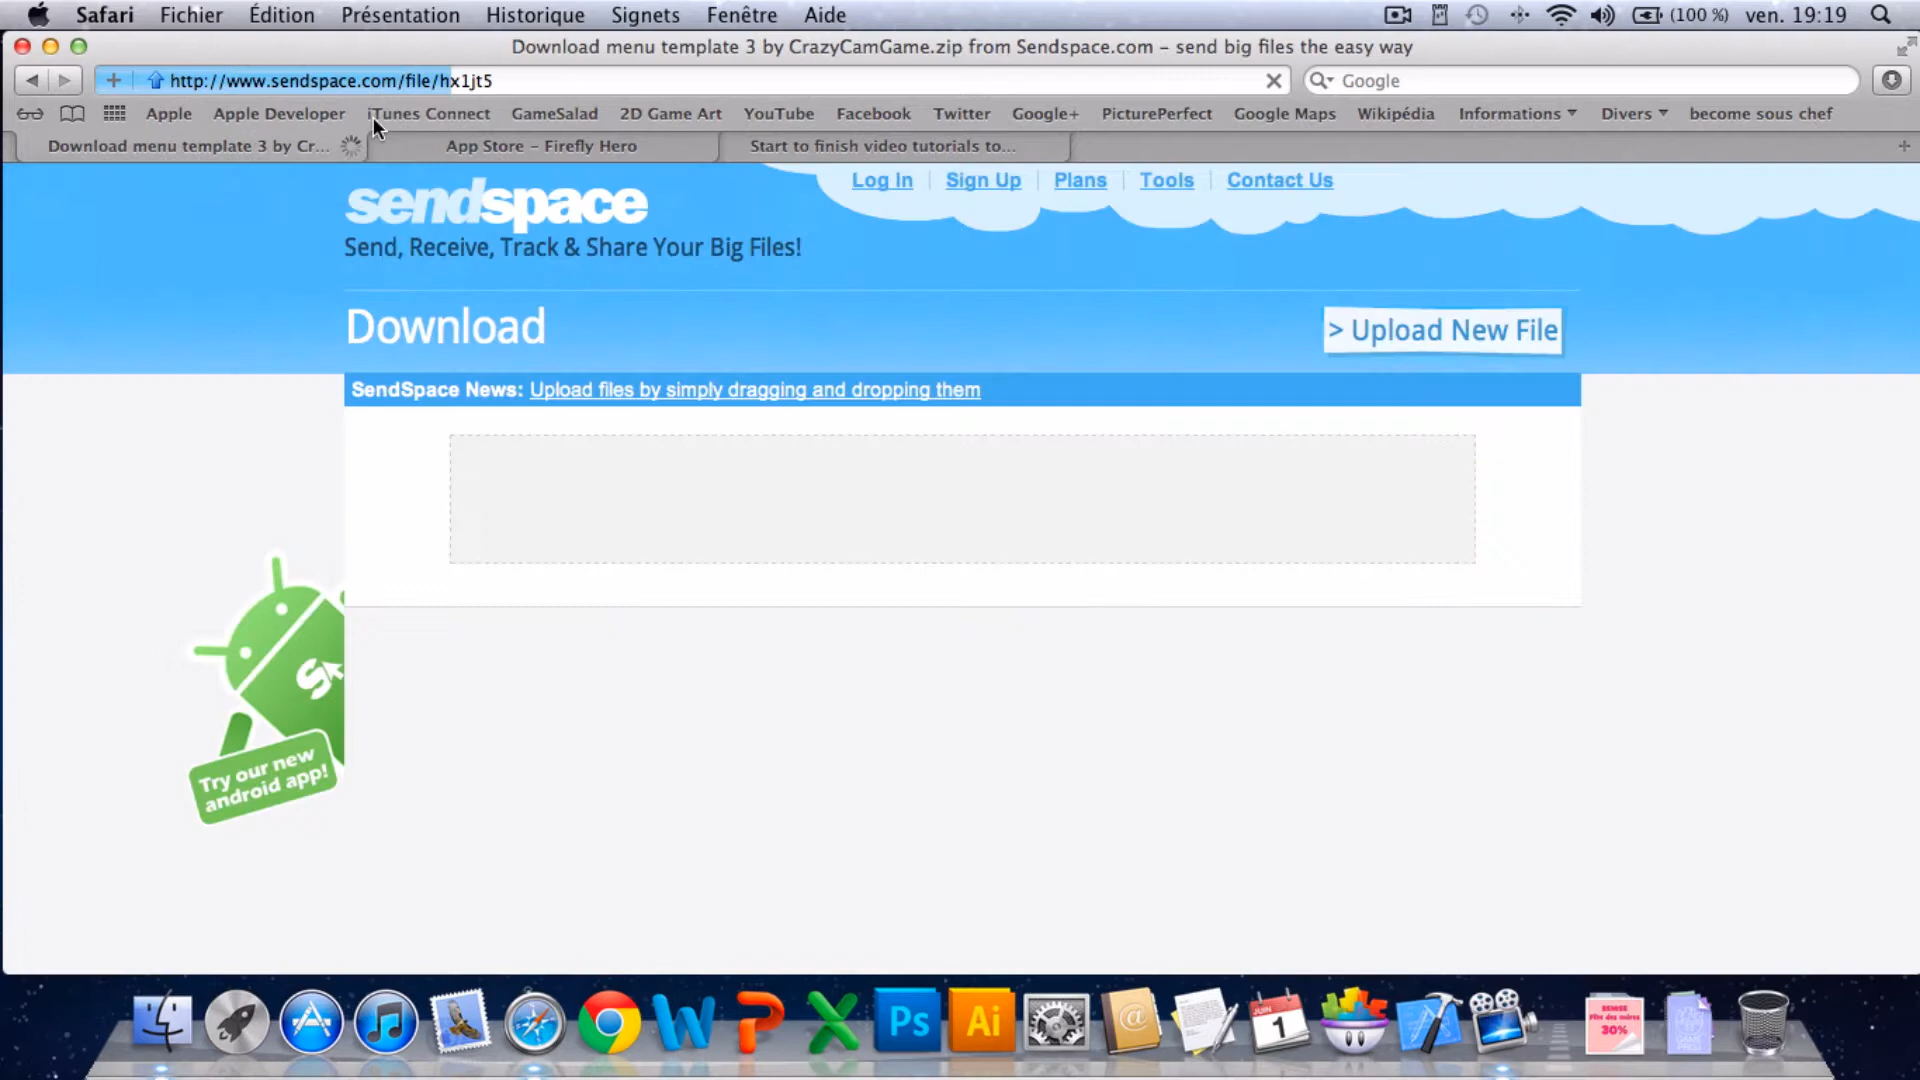 Safari Fichier Édition Présentation Historique Signets Fenêtre Aide (100 %) ven. 19:19
Download menu template 3 by CrazyCamGame.zip from Sendspace.com – send big files the easy way
http://www.sendspace.com/file/hx1jt5 Google
Apple Apple Developer iTunes Connect GameSalad 2D Game Art YouTube Facebook Twitter Google+ PicturePerfect Google Maps Wikipédia Informations Divers become sous chef
Download menu template 3 by Cr... App Store – Firefly Hero Start to finish video tutorials to...
Log In Sign Up Plans Tools Contact Us
sendspace
Send, Receive, Track & Share Your Big Files!
Download
> Upload New File
SendSpace News: Upload files by simply dragging and dropping them
S
Try our new
android app!
Ps Ai
JUIN
1
30%